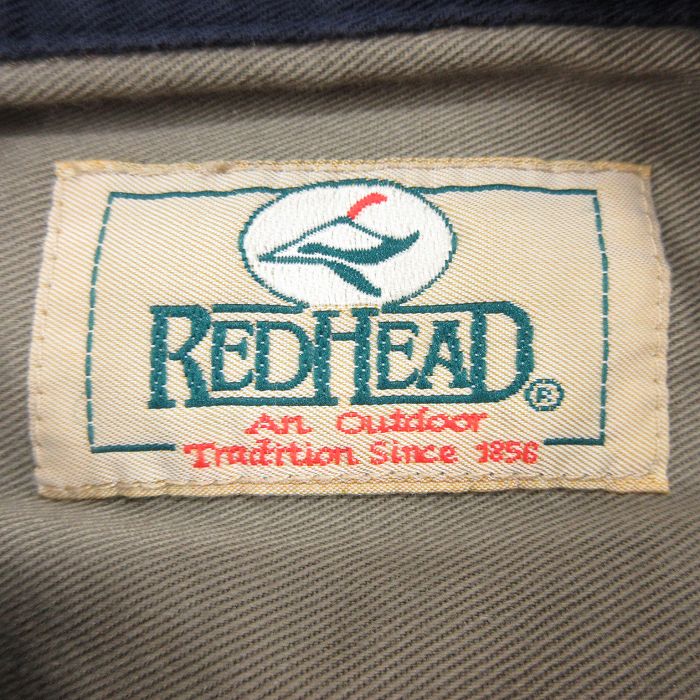 REDHEAD®
An Outdoor
Tradition Since 1856